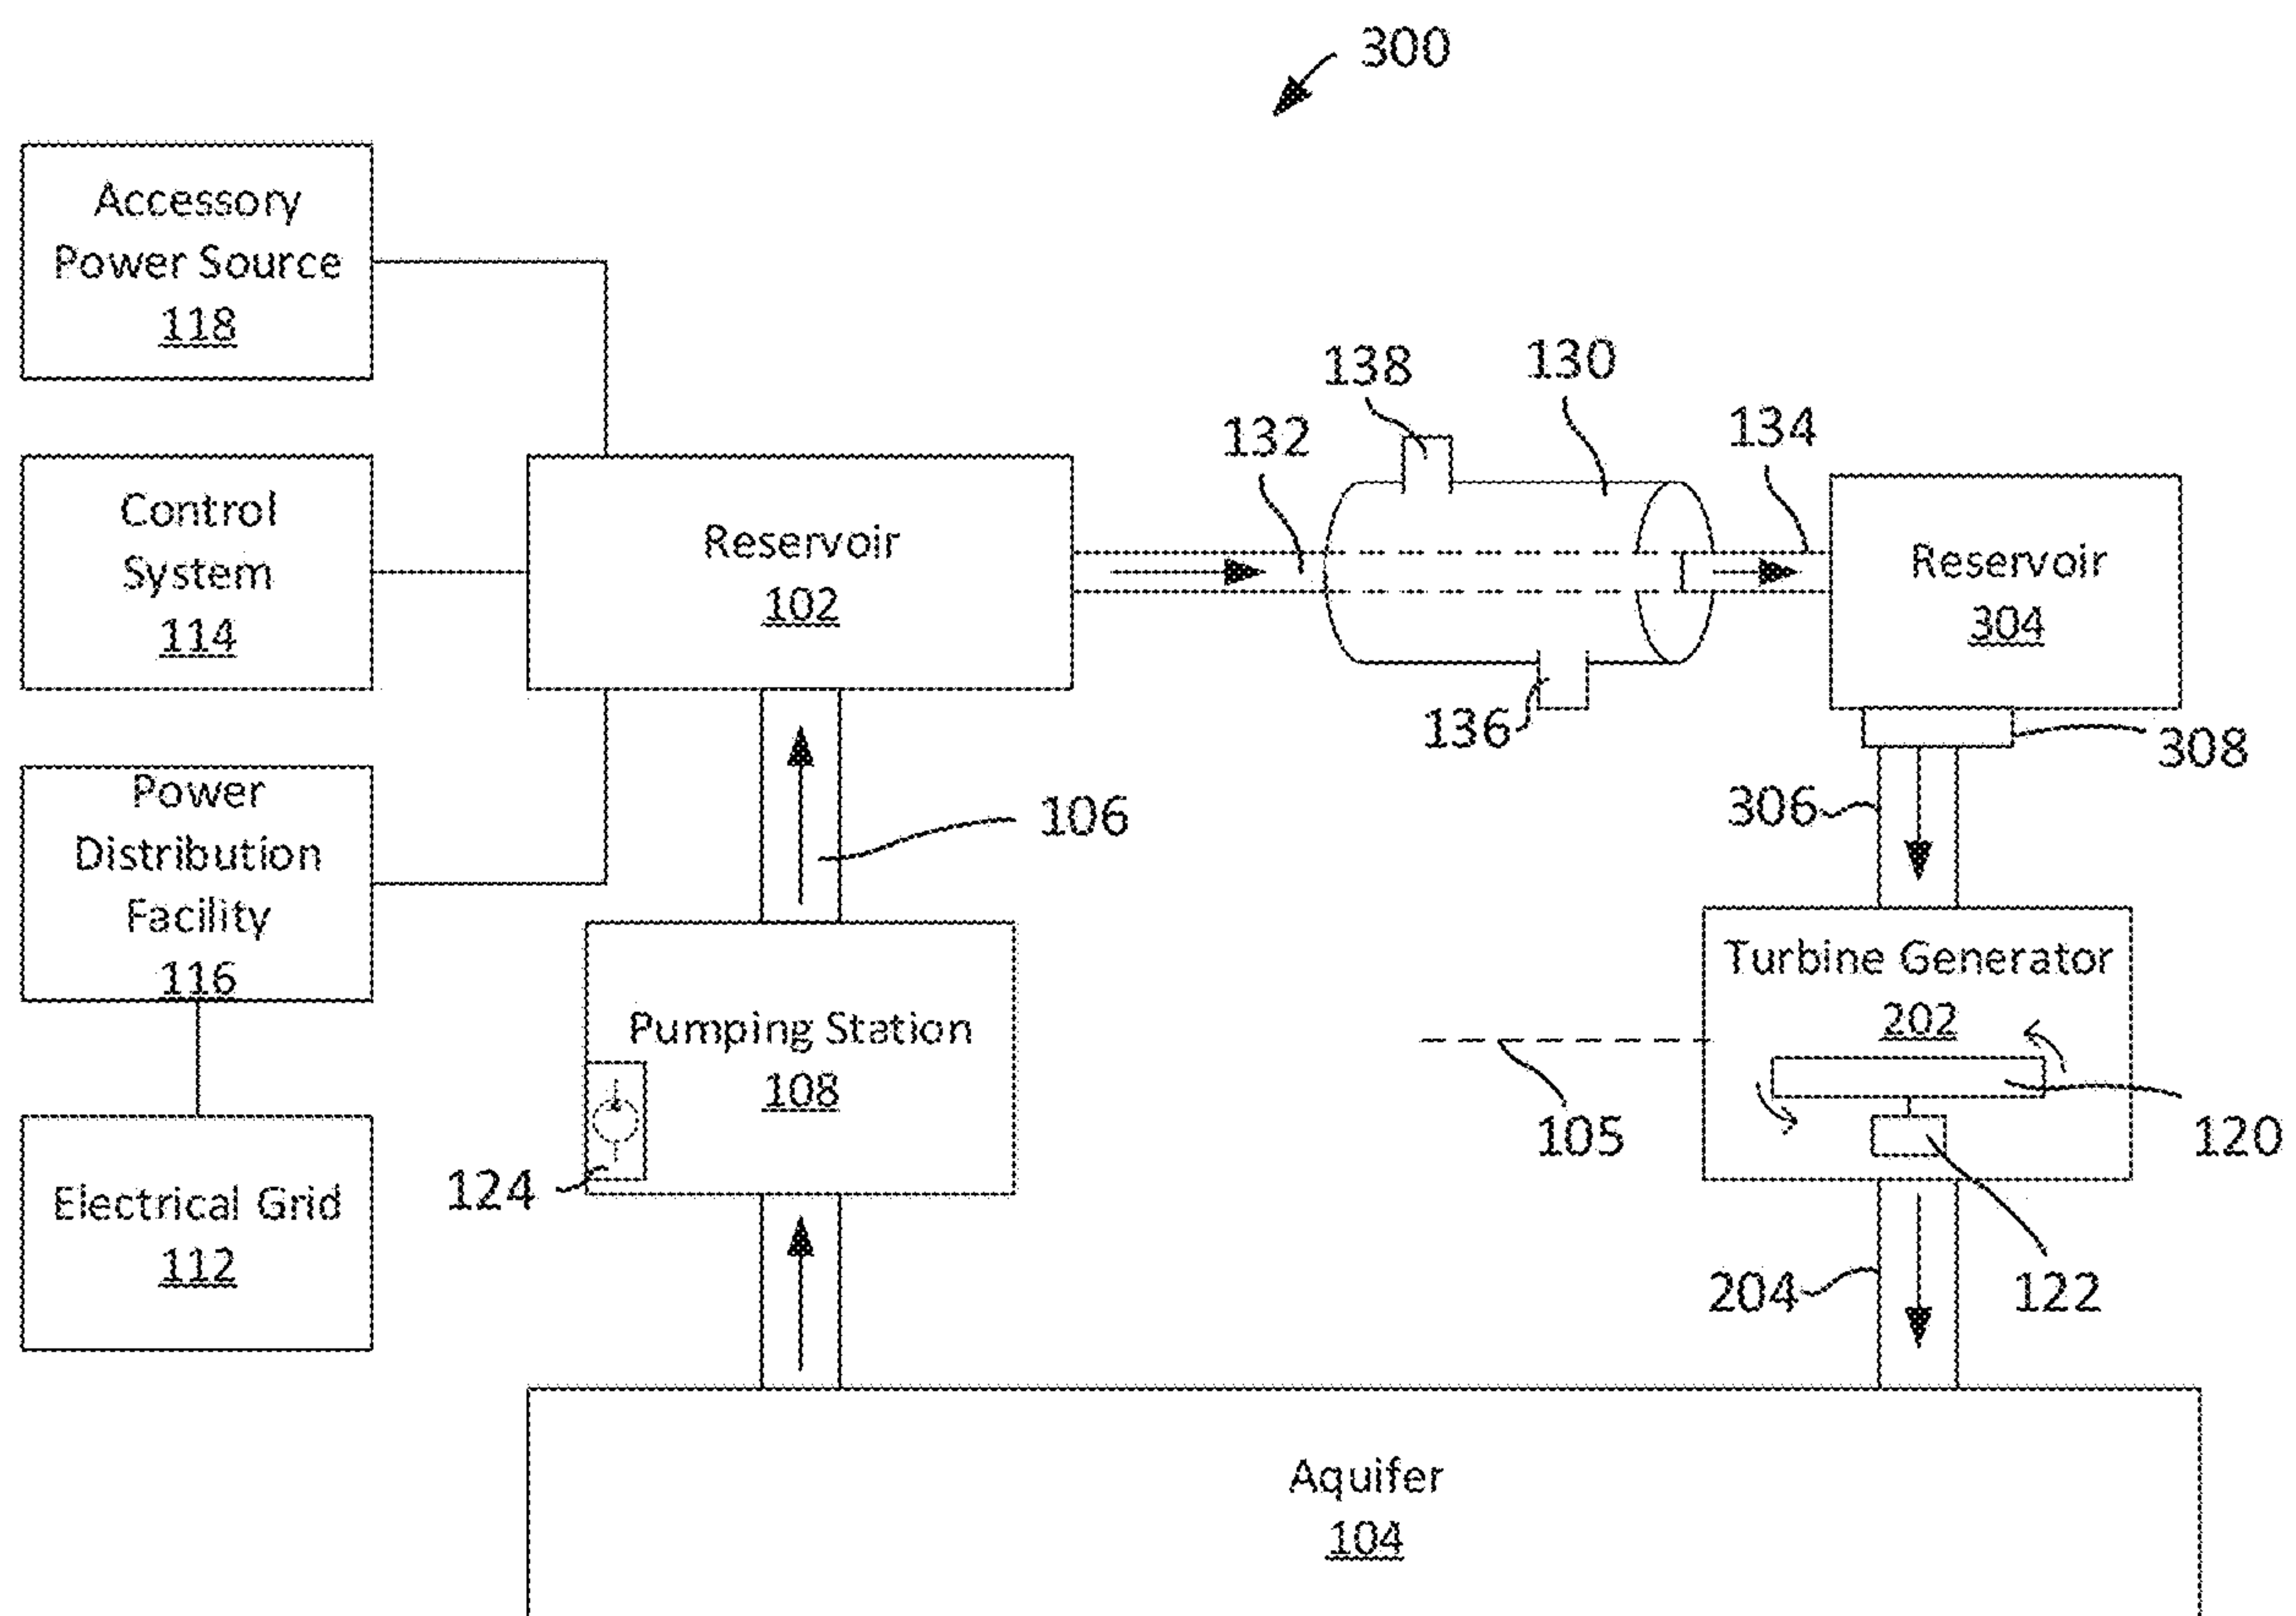 300
Accessory
Power Source
118
138
130
132
134
Control
System
114
Reservoir
102
Reservoir
304
136
308
Power
Distribution
Facility
116
106
306
Turbine Generator
202
Pumping Station
108
105
120
124
Electrical Grid
112
204
122
Aquifer
104